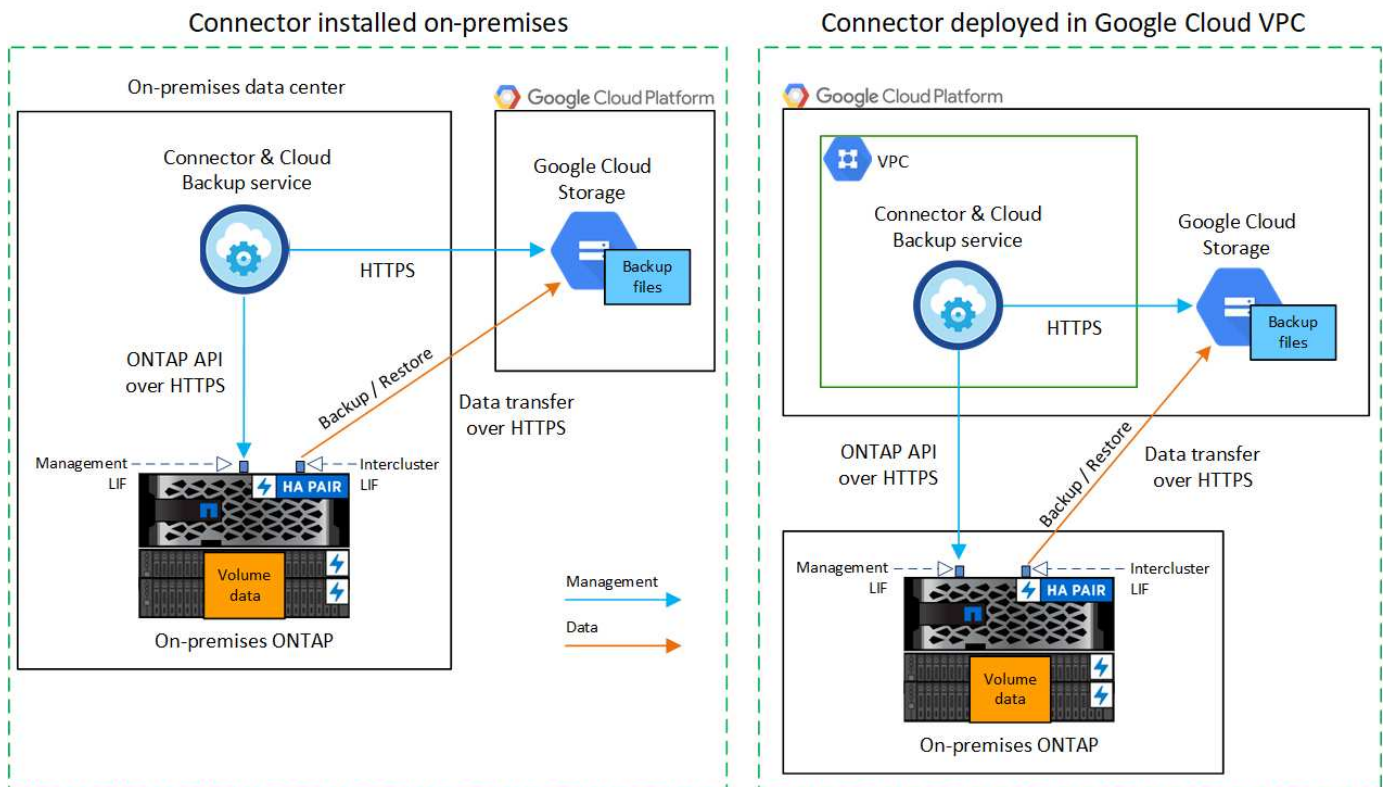 Connector installed on-premises
On-premises data center
Google Cloud Platform
Connector & Cloud
Backup service
Google Cloud
Storage
HTTPS
Backup
files
ONTAP API
over HTTPS
Backup / Restore
Data transfer
over HTTPS
Management
LIF
Intercluster
LIF
HA PAIR
Volume
data
On-premises ONTAP
Management
Data
Connector deployed in Google Cloud VPC
Google Cloud Platform
VPC
Connector & Cloud
Backup service
Google Cloud
Storage
HTTPS
Backup
files
ONTAP API
over HTTPS
Backup / Restore
Data transfer
over HTTPS
Management
LIF
Intercluster
LIF
HA PAIR
Volume
data
On-premises ONTAP